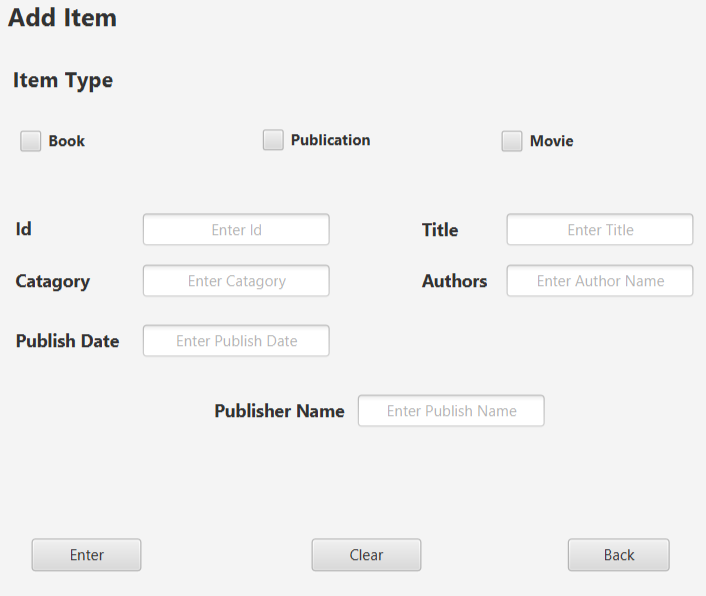 Add Item
Item Type
Book Publication Movie
Id Enter Id Title Enter Title
Catagory Enter Catagory Authors Enter Author Name
Publish Date Enter Publish Date
Publisher Name Enter Publish Name
Enter Clear Back